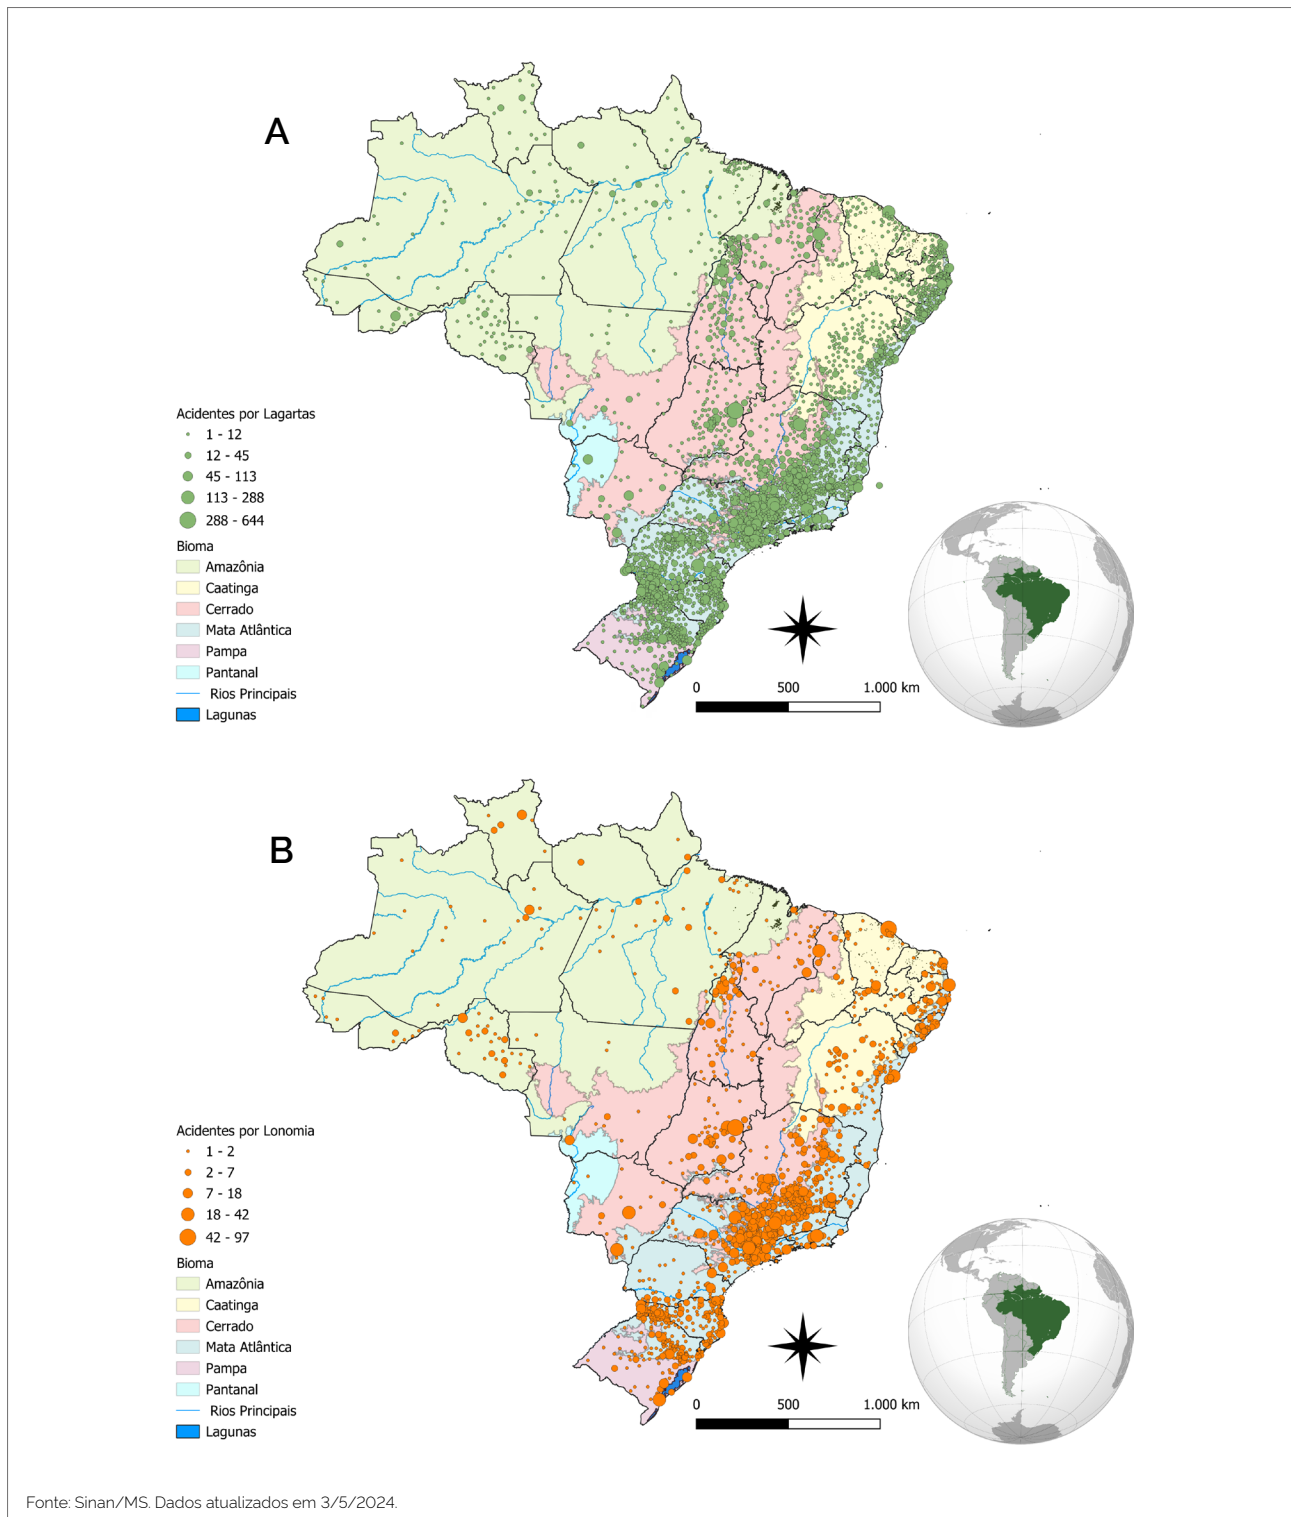 A
Acidentes por Lagartas
1 - 12
12 - 45
45 - 113
113 - 288
288 - 644
Bioma
Amazônia
Caatinga
Cerrado
Mata Atlântica
Pampa
Pantanal
Rios Principais
Lagunas
0 500 1.000 km
B
Acidentes por Lonomia
1 - 2
2 - 7
7 - 18
18 - 42
42 - 97
Bioma
Amazônia
Caatinga
Cerrado
Mata Atlântica
Pampa
Pantanal
Rios Principais
Lagunas
0 500 1.000 km
Fonte: Sinan/MS. Dados atualizados em 3/5/2024.